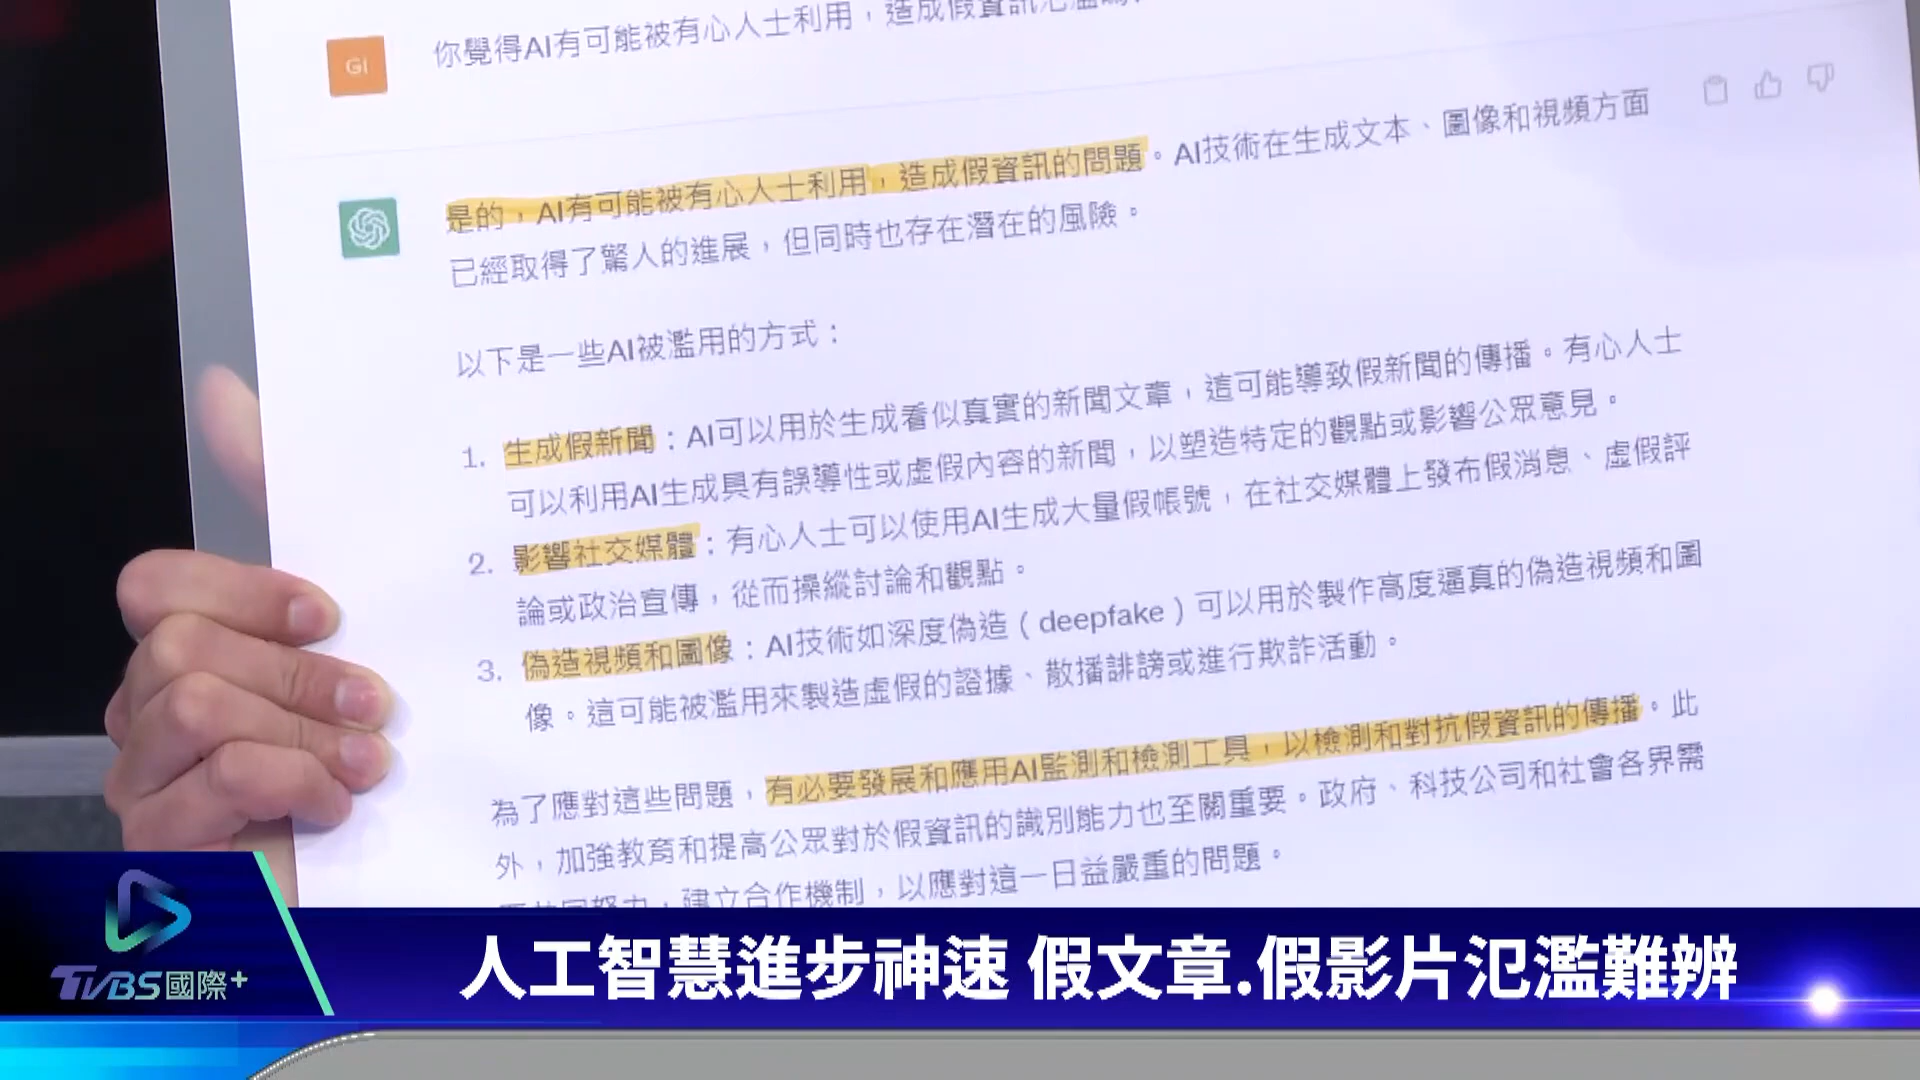 GI
你覺得AI有可能被有心人士利用，造成假資訊氾濫嗎
是的，AI有可能被有心人士利用，造成假資訊的問題。AI技術在生成文本、圖像和視頻方面
已經取得了驚人的進展，但同時也存在潛在的風險。
以下是一些AI被濫用的方式：
1. 生成假新聞：AI可以用於生成看似真實的新聞文章，這可能導致假新聞的傳播。有心人士
可以利用AI生成具有誤導性或虛假內容的新聞，以塑造特定的觀點或影響公眾意見。
2. 影響社交媒體：有心人士可以使用AI生成大量假帳號，在社交媒體上發布假消息、虛假評
論或政治宣傳，從而操縱討論和觀點。
3. 偽造視頻和圖像：AI技術如深度偽造（deepfake）可以用於製作高度逼真的偽造視頻和圖
像。這可能被濫用來製造虛假的證據、散播誹謗或進行欺詐活動。
為了應對這些問題，有必要發展和應用AI監測和檢測工具，以檢測和對抗假資訊的傳播。此
外，加強教育和提高公眾對於假資訊的識別能力也至關重要。政府、科技公司和社會各界需
建立合作機制，以應對這一日益嚴重的問題。
TVBS國際+
人工智慧進步神速 假文章.假影片氾濫難辨